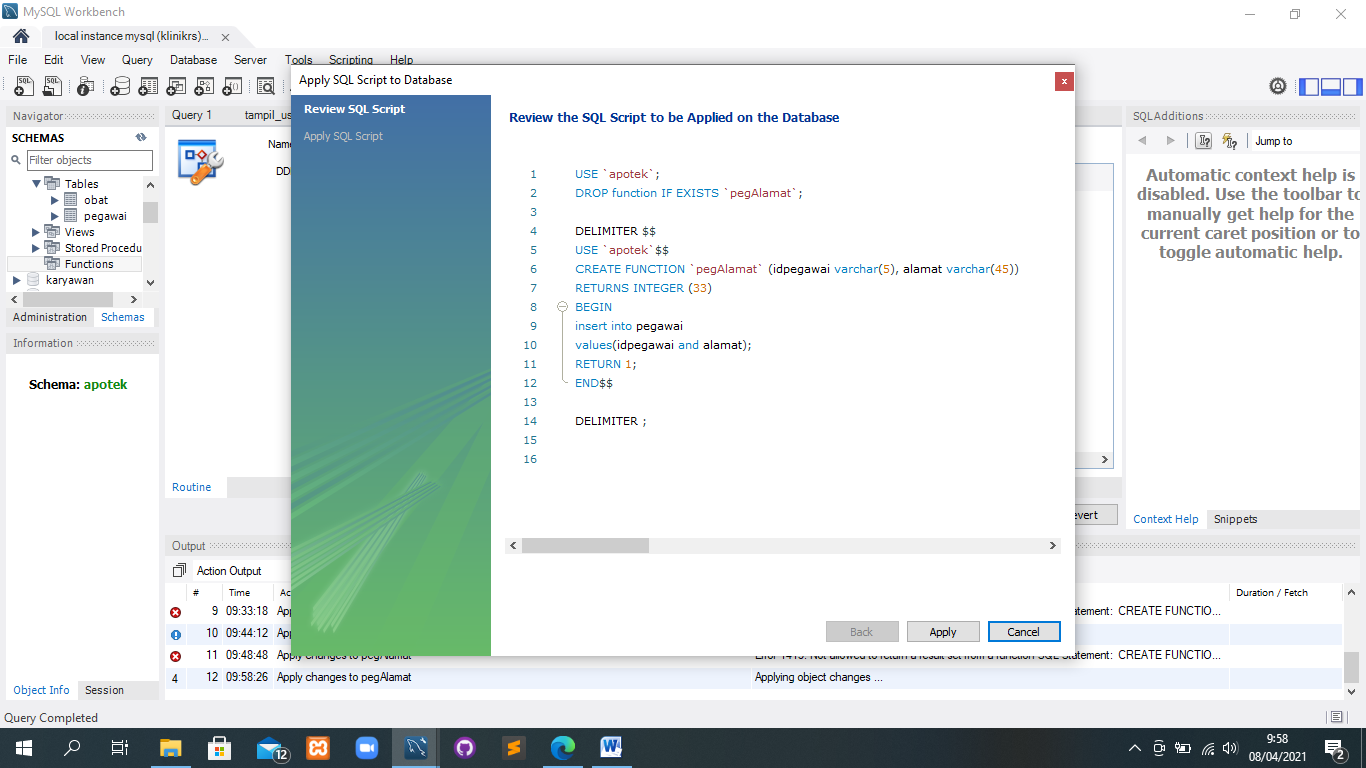 MySQL Workbench
local instance mysql (klinikrs)...
File Edit View Query Database Server Tools Scripting Help
Navigator
SCHEMAS
Filter objects
Tables
obat
pegawai
Views
Stored Procedu
Functions
karyawan
Administration Schemas
Information
Schema: apotek
Object Info Session
Query Completed
Query 1 tampil_us
Name
DD
Routine
Apply SQL Script to Database
Review SQL Script
Apply SQL Script
Review the SQL Script to be Applied on the Database
1 USE `apotek`;
2 DROP function IF EXISTS `pegAlamat`;
3
4 DELIMITER $$
5 USE `apotek`$$
6 CREATE FUNCTION `pegAlamat` (idpegawai varchar(5), alamat varchar(45))
7 RETURNS INTEGER (33)
8 BEGIN
9 insert into pegawai
10 values(idpegawai and alamat);
11 RETURN 1;
12 END$$
13
14 DELIMITER ;
15
16
Back Apply Cancel
evert
SQLAdditions
Jump to
Automatic context help is
disabled. Use the toolbar to
manually get help for the
current caret position or to
toggle automatic help.
Context Help Snippets
Output
Action Output
# Time Ac Duration / Fetch
9 09:33:18 App tatement: CREATE FUNCTIO...
10 09:44:12 App
11 09:48:48 Apply changes to pegAlamat Error 1415: Not allowed to return a result set from a function SQL Statement: CREATE FUNCTIO...
4 12 09:58:26 Apply changes to pegAlamat Applying object changes ...
12
9:58
08/04/2021
2